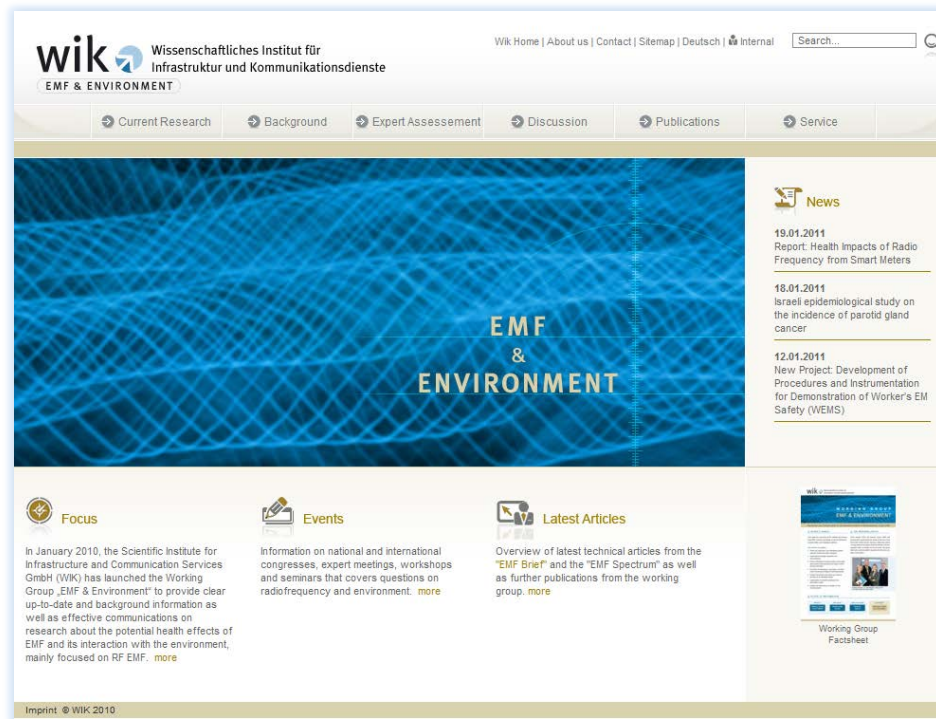 wik Wissenschaftliches Institut für
Infrastruktur und Kommunikationsdienste
EMF & ENVIRONMENT
Wik Home | About us | Contact | Sitemap | Deutsch | Internal
Search...
Current Research
Background
Expert Assessement
Discussion
Publications
Service
EMF
&
ENVIRONMENT
News
19.01.2011
Report: Health Impacts of Radio
Frequency from Smart Meters
18.01.2011
Israeli epidemiological study on
the incidence of parotid gland
cancer
12.01.2011
New Project: Development of
Procedures and Instrumentation
for Demonstration of Worker's EM
Safety (WEMS)
Focus
In January 2010, the Scientific Institute for
Infrastructure and Communication Services
GmbH (WIK) has launched the Working
Group „EMF & Environment" to provide clear
up-to-date and background information as
well as effective communications on
research about the potential health effects of
EMF and its interaction with the environment,
mainly focused on RF EMF. more
Events
Information on national and international
congresses, expert meetings, workshops
and seminars that covers questions on
radiofrequency and environment. more
Latest Articles
Overview of latest technical articles from the
"EMF Brief" and the "EMF Spectrum" as well
as further publications from the working
group. more
wik
WORKING GROUP
EMF & ENVIRONMENT
Working Group
Factsheet
Imprint © WIK 2010